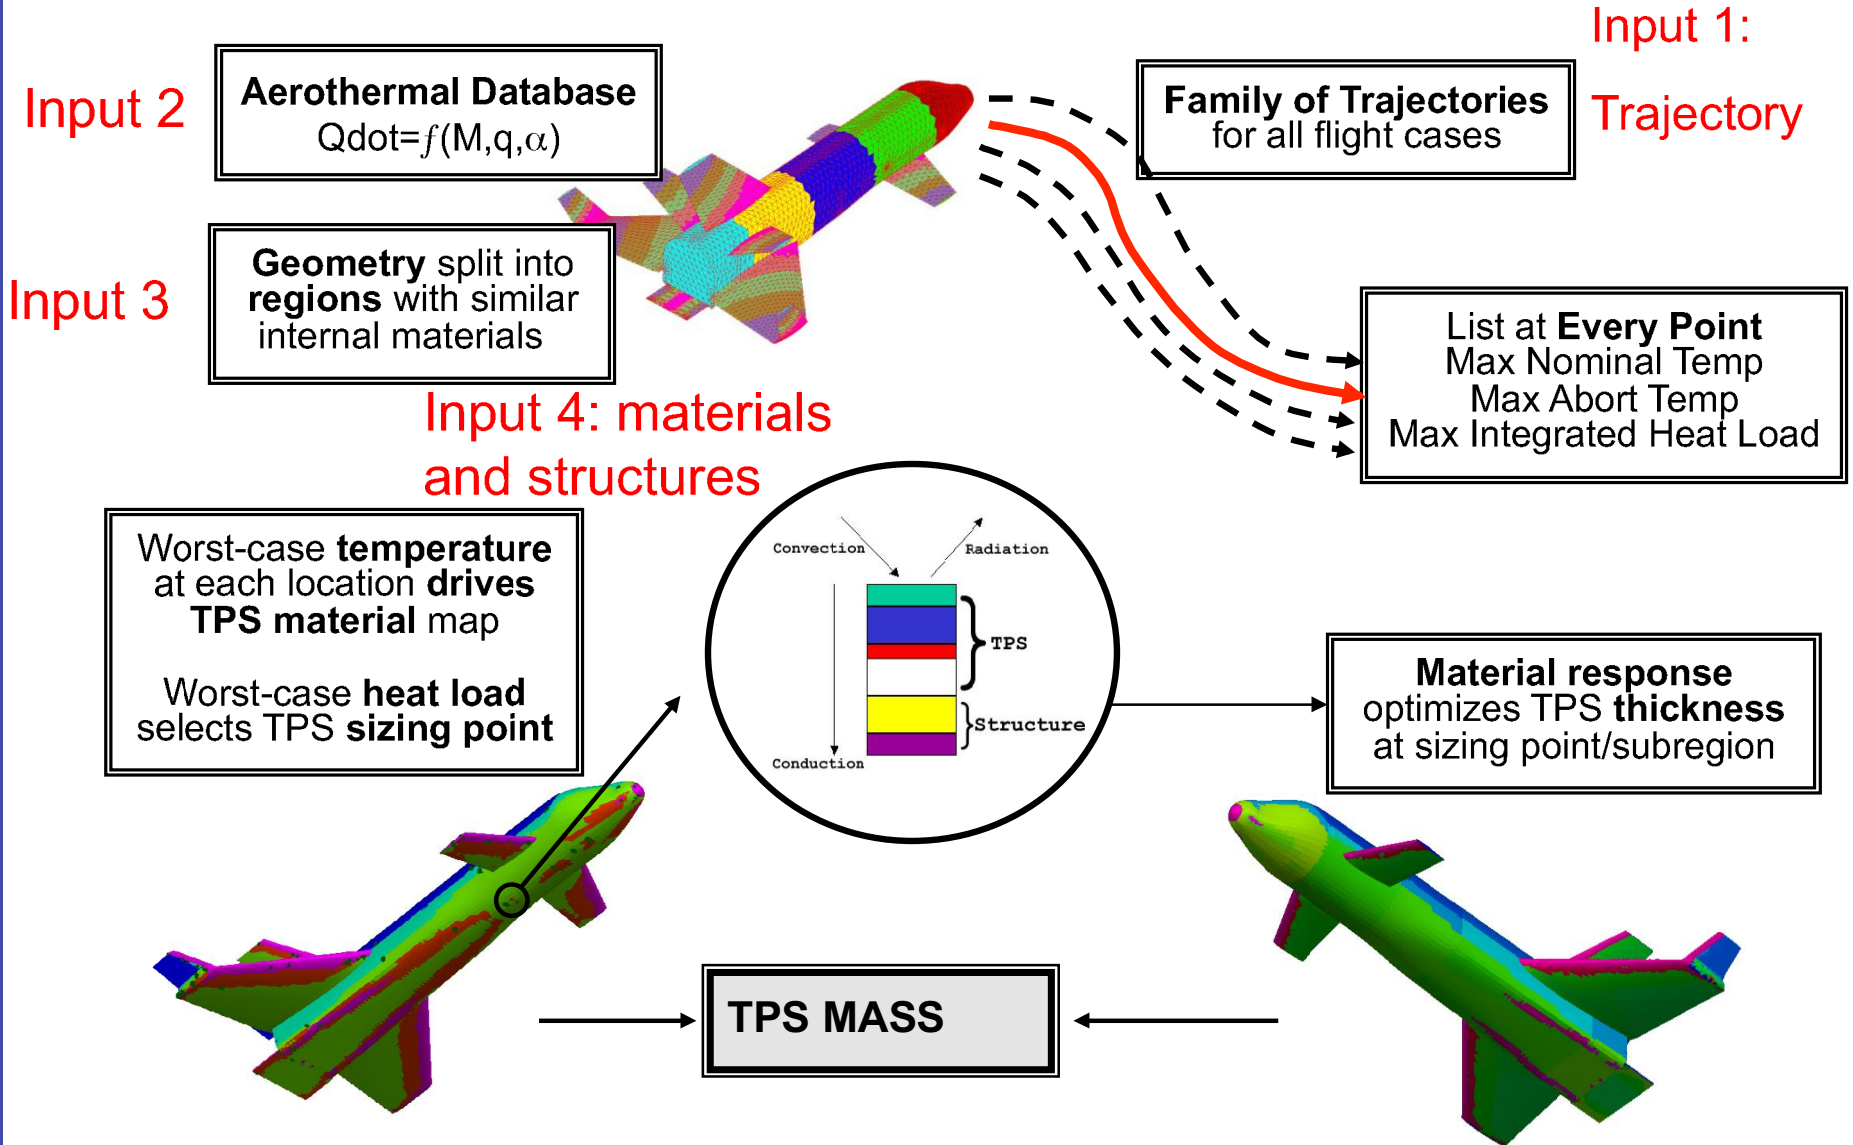 Input 1:
Trajectory
Input 2
Aerothermal Database
Qdot=f(M,q,α)
Family of Trajectories
for all flight cases
Input 3
Geometry split into
regions with similar
internal materials
List at Every Point
Max Nominal Temp
Max Abort Temp
Max Integrated Heat Load
Input 4: materials
and structures
Worst-case temperature
at each location drives
TPS material map
Worst-case heat load
selects TPS sizing point
Convection
Radiation
TPS
Structure
Conduction
Material response
optimizes TPS thickness
at sizing point/subregion
TPS MASS